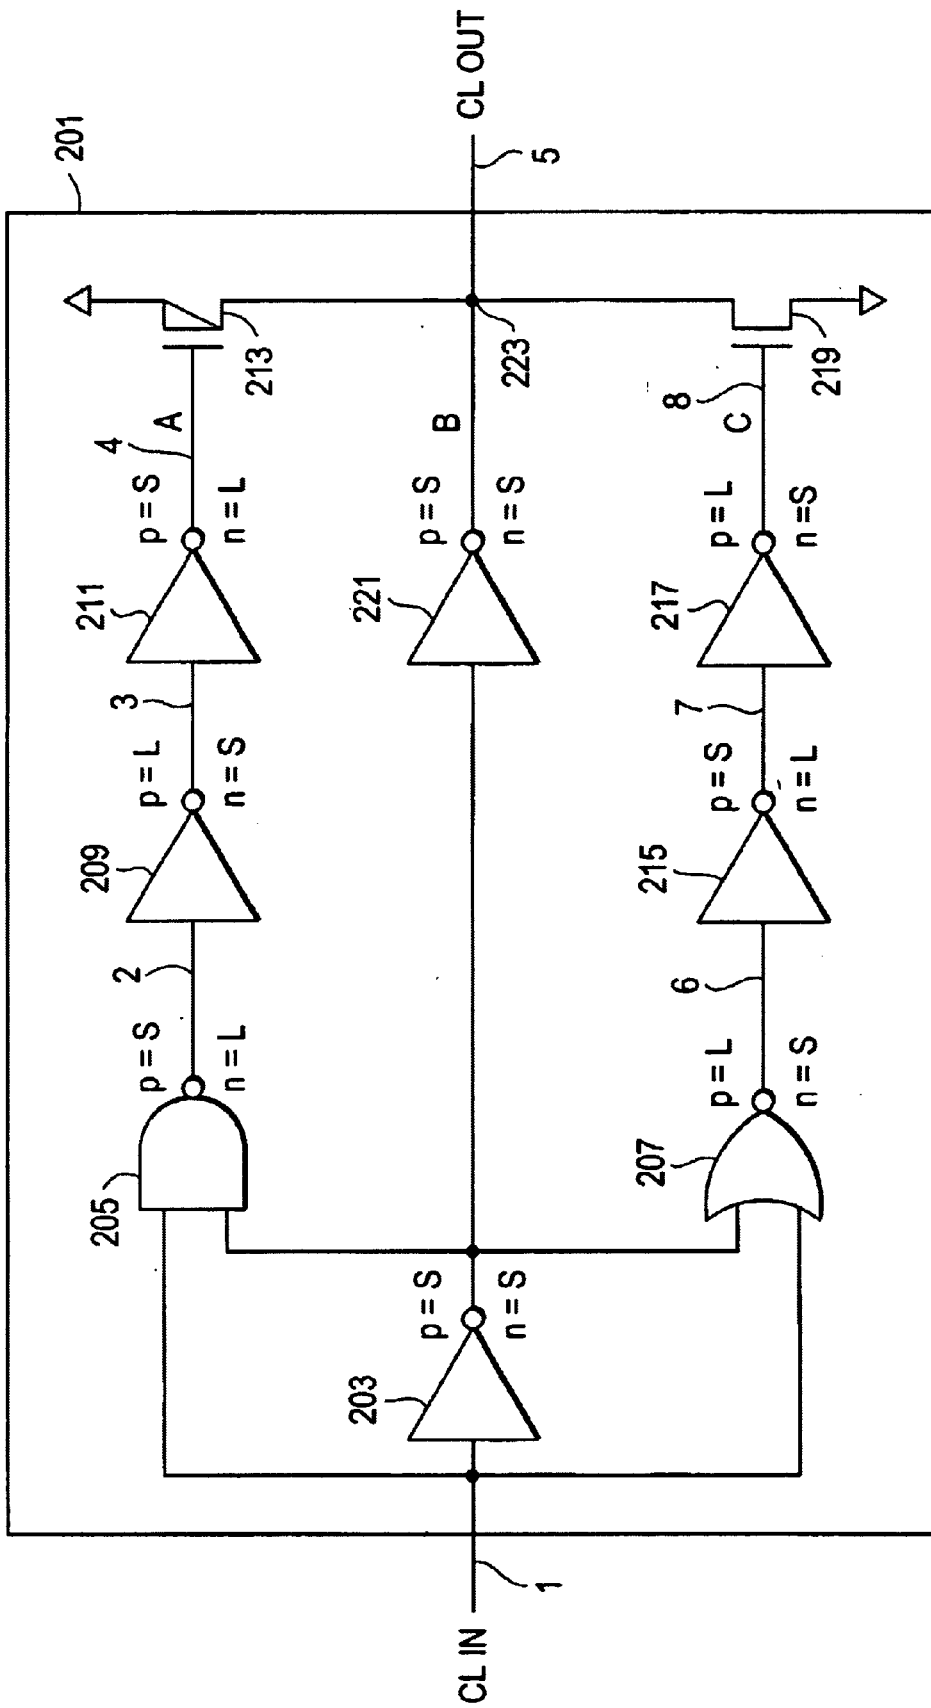 201
205
p = S
n = L
2
209
p = L
n = S
3
211
p = S
n = L
4
A
213
CL IN
1
203
p = S
n = S
221
p = S
n = S
B
223
5
CL OUT
207
p = L
n = S
6
215
p = S
n = L
7
217
p = L
n =S
8
C
219